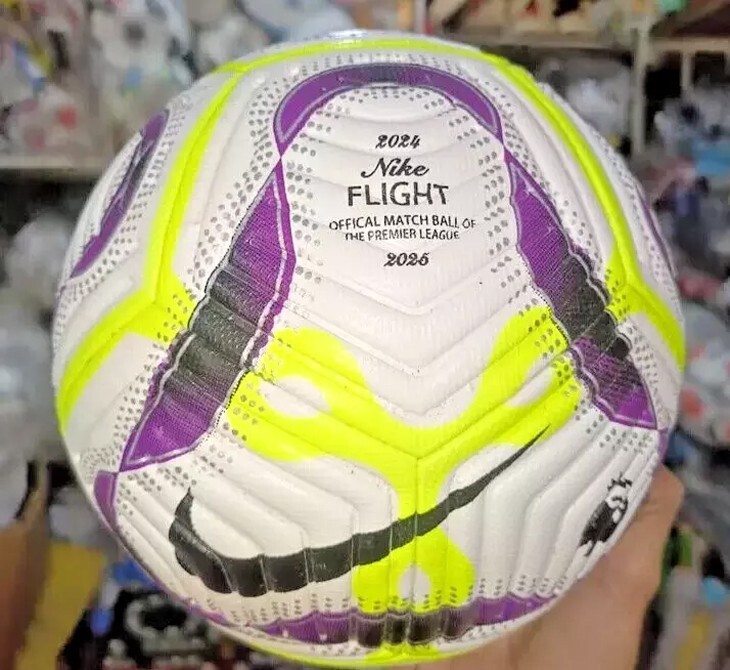 2024
Nike
FLIGHT
OFFICAL MATCH BALL OF
THE PREMIER LEAGUE
2025